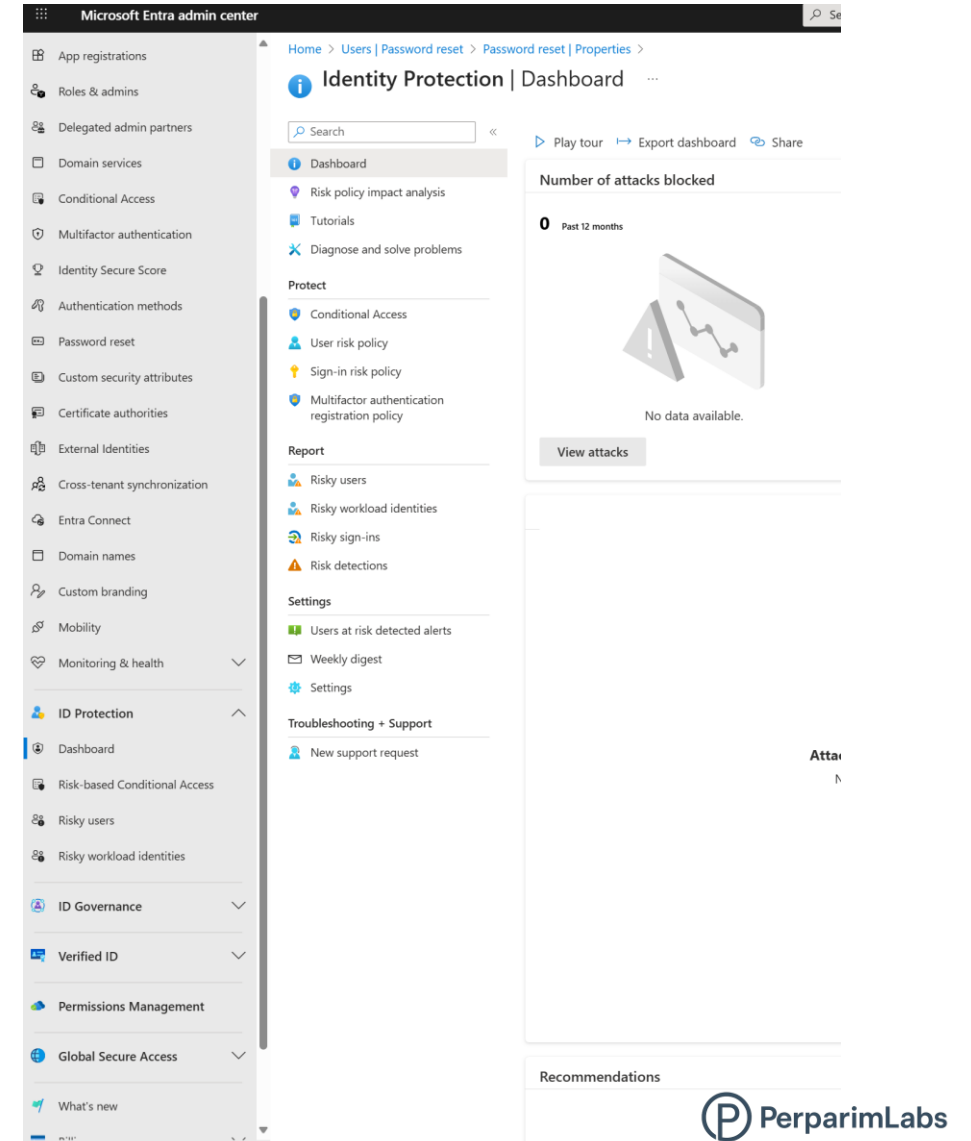 Microsoft Entra admin center
Se
App registrations
Roles & admins
Delegated admin partners
Domain services
Conditional Access
Multifactor authentication
Identity Secure Score
Authentication methods
Password reset
Custom security attributes
Certificate authorities
External Identities
Cross-tenant synchronization
Entra Connect
Domain names
Custom branding
Mobility
Monitoring & health
ID Protection
Dashboard
Risk-based Conditional Access
Risky users
Risky workload identities
ID Governance
Verified ID
Permissions Management
Global Secure Access
What's new
Home > Users | Password reset > Password reset | Properties >
Identity Protection | Dashboard ...
Search «
Dashboard
Risk policy impact analysis
Tutorials
Diagnose and solve problems
Protect
Conditional Access
User risk policy
Sign-in risk policy
Multifactor authentication
registration policy
Report
Risky users
Risky workload identities
Risky sign-ins
Risk detections
Settings
Users at risk detected alerts
Weekly digest
Settings
Troubleshooting + Support
New support request
Play tour Export dashboard Share
Number of attacks blocked
0 Past 12 months
No data available.
View attacks
Attac
N
Recommendations
PerparimLabs